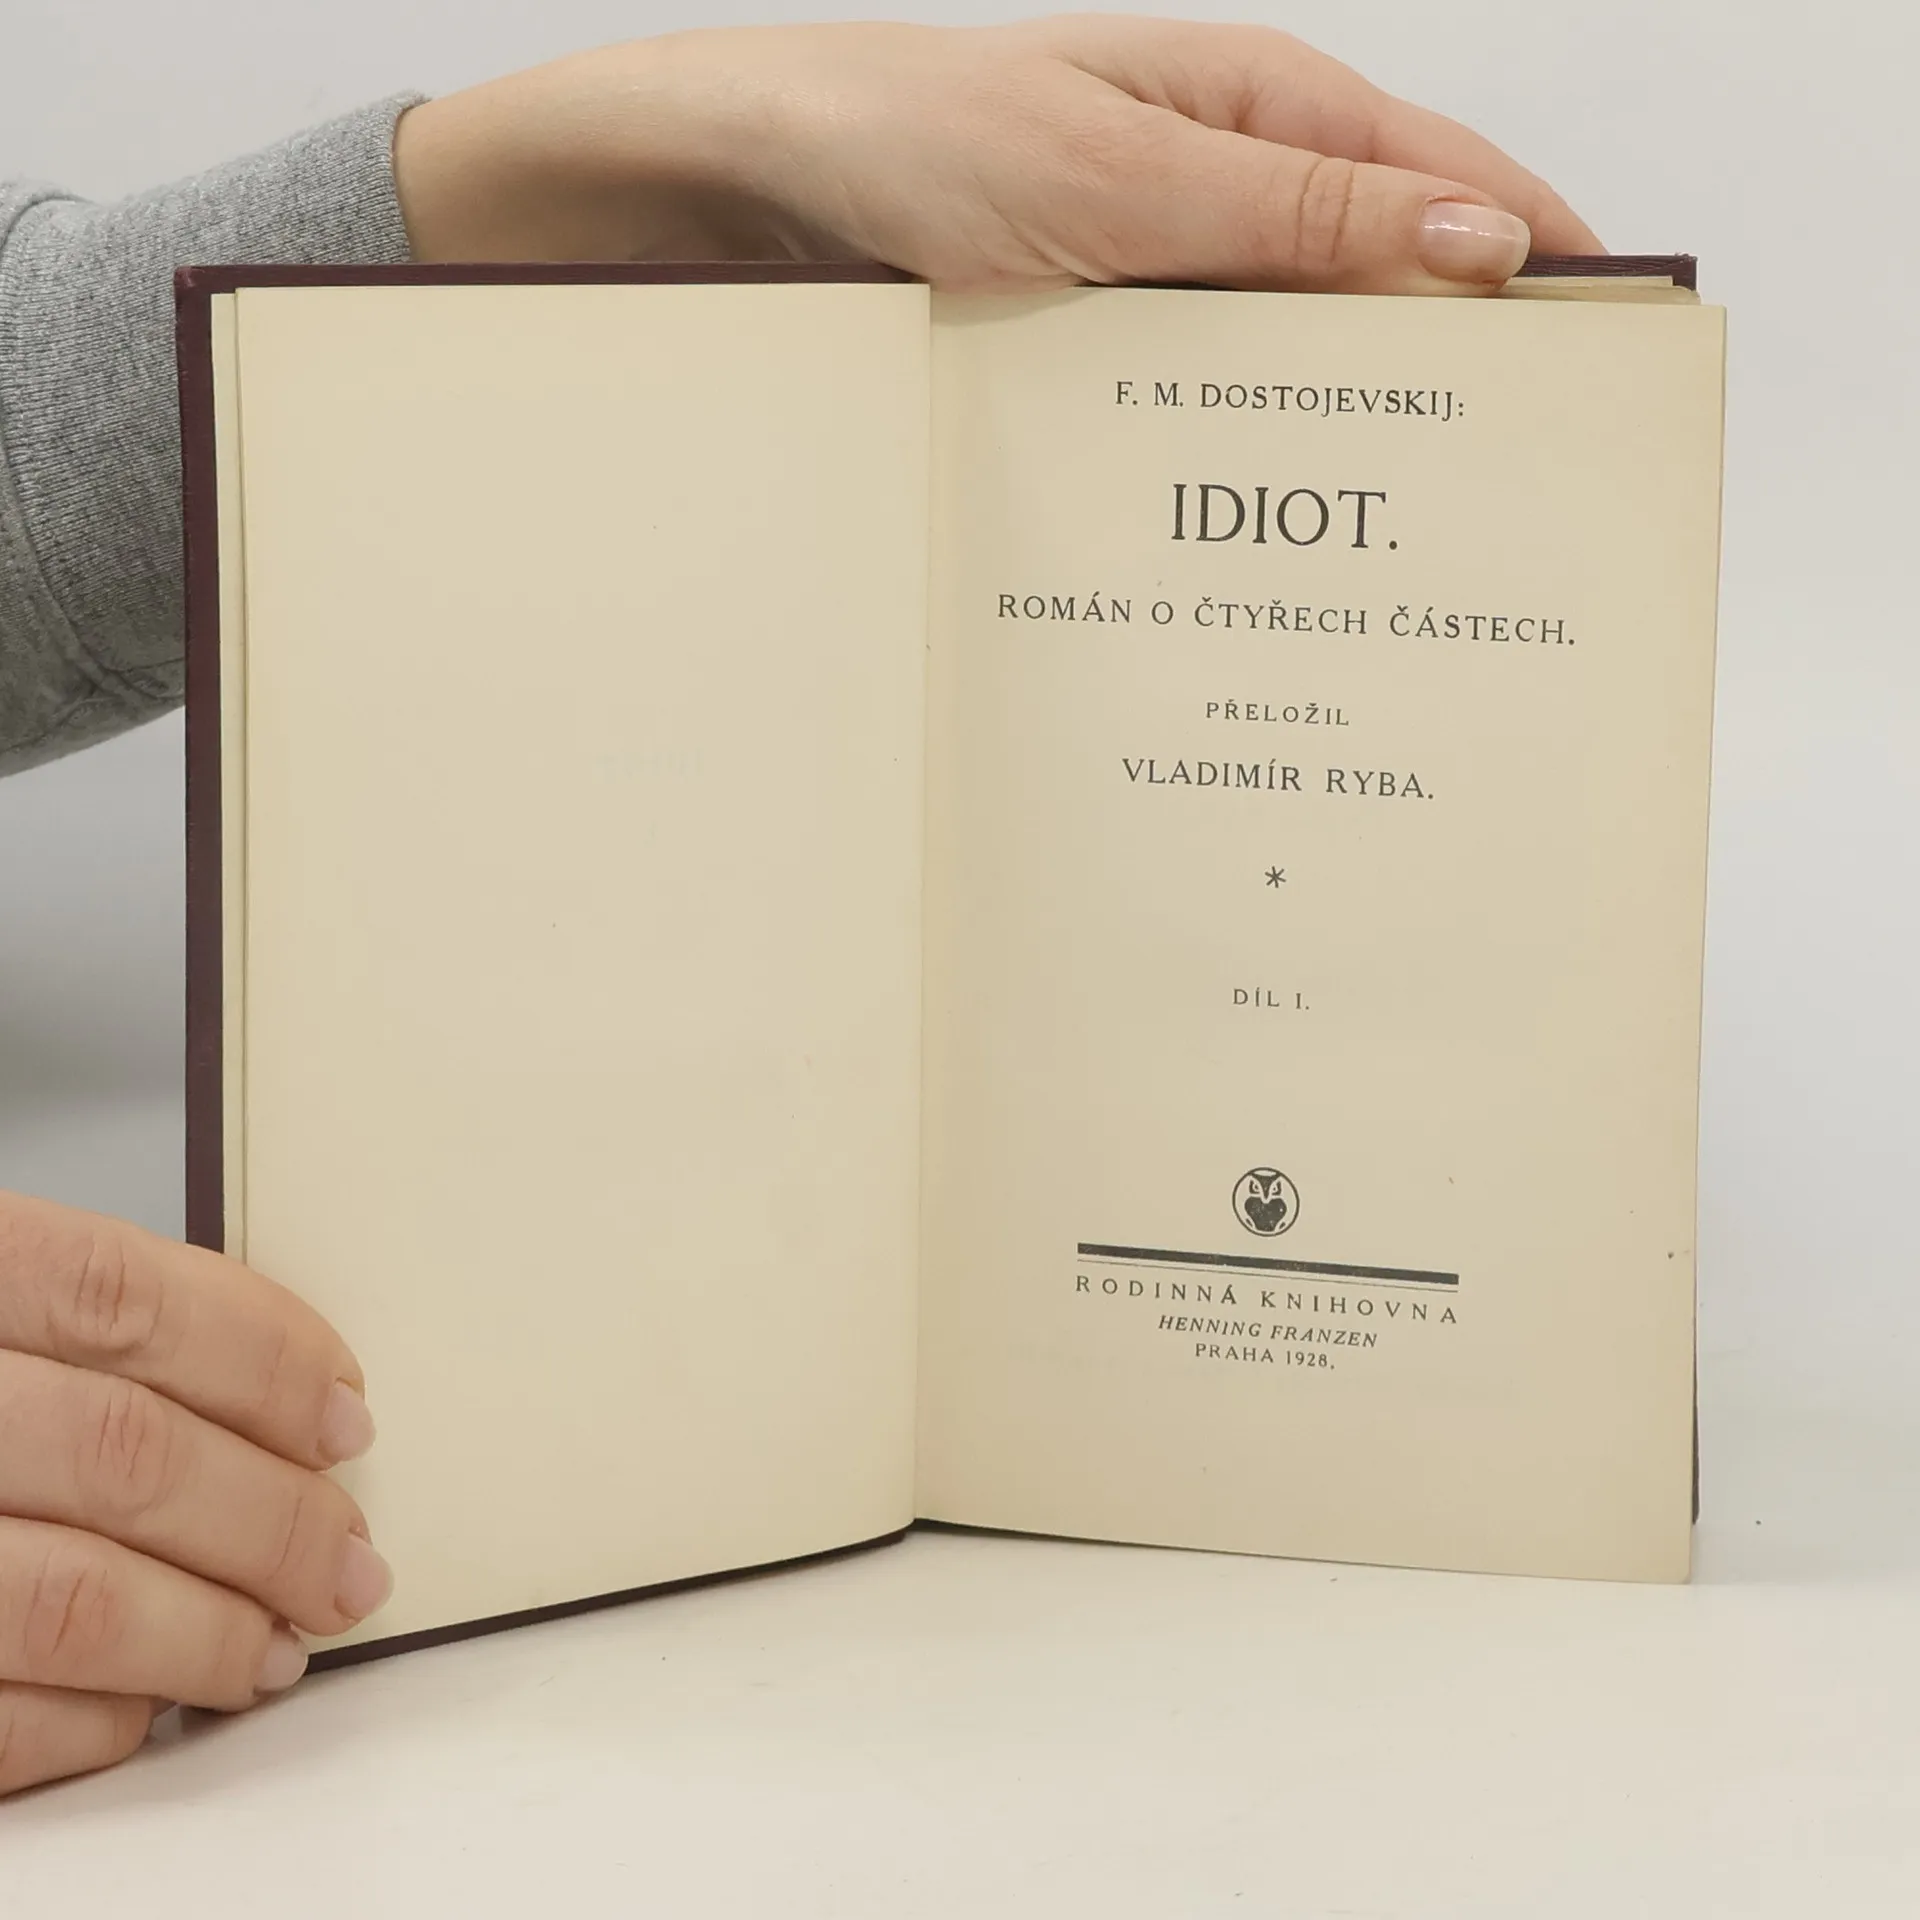 F. M. DOSTOJEVSKIJ:
IDIOT.
ROMÁN O ČTYŘECH ČÁSTECH.
PŘELOŽIL
VLADIMÍR RYBA.
*
DÍL I.
RODINNÁ KNIHOVNA
HENNING FRANZEN
PRAHA 1928.